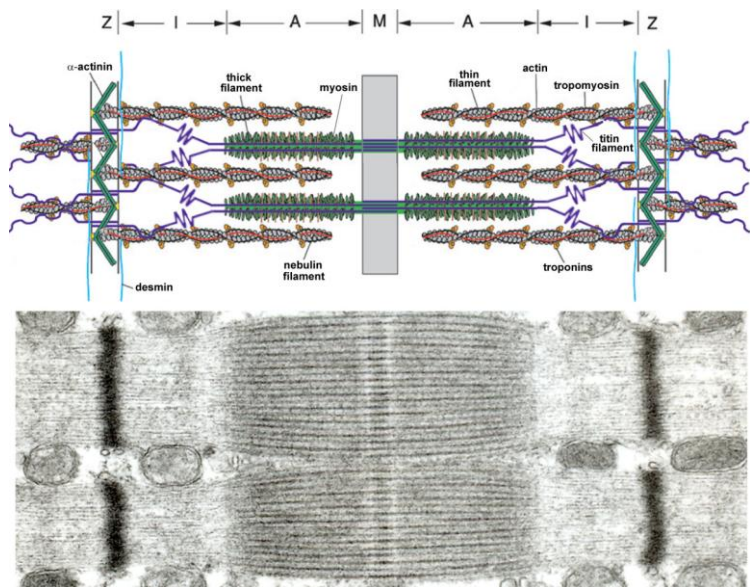 Z I A M A I Z
α-actinin
thick
filament
myosin
thin
filament
actin
tropomyosin
titin
filament
nebulin
filament
troponins
desmin